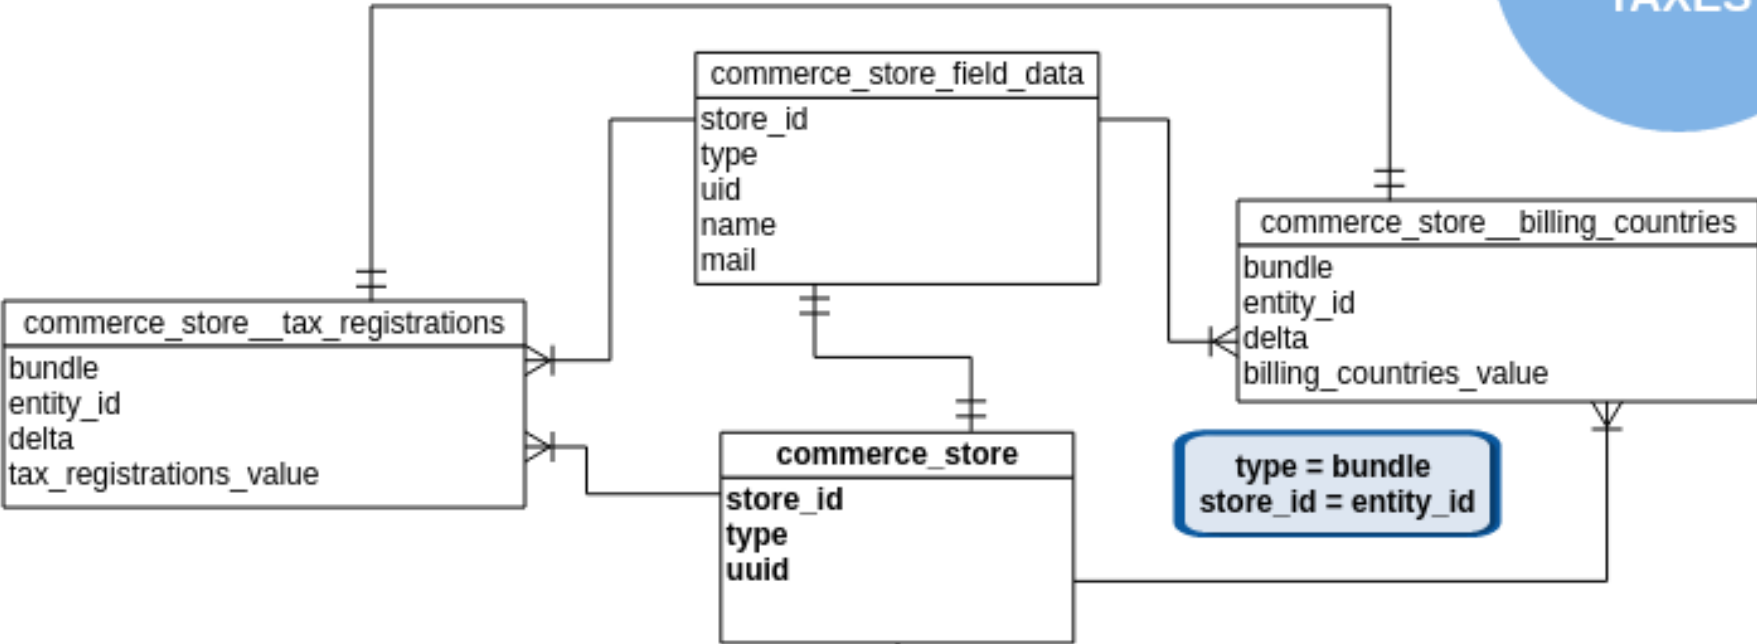 TAXES
commerce_store_field_data
store_id
type
uid
name
mail
commerce_store__billing_countries
bundle
entity_id
delta
billing_countries_value
commerce_store__tax_registrations
bundle
entity_id
delta
tax_registrations_value
commerce_store
store_id
type
uuid
type = bundle
store_id = entity_id